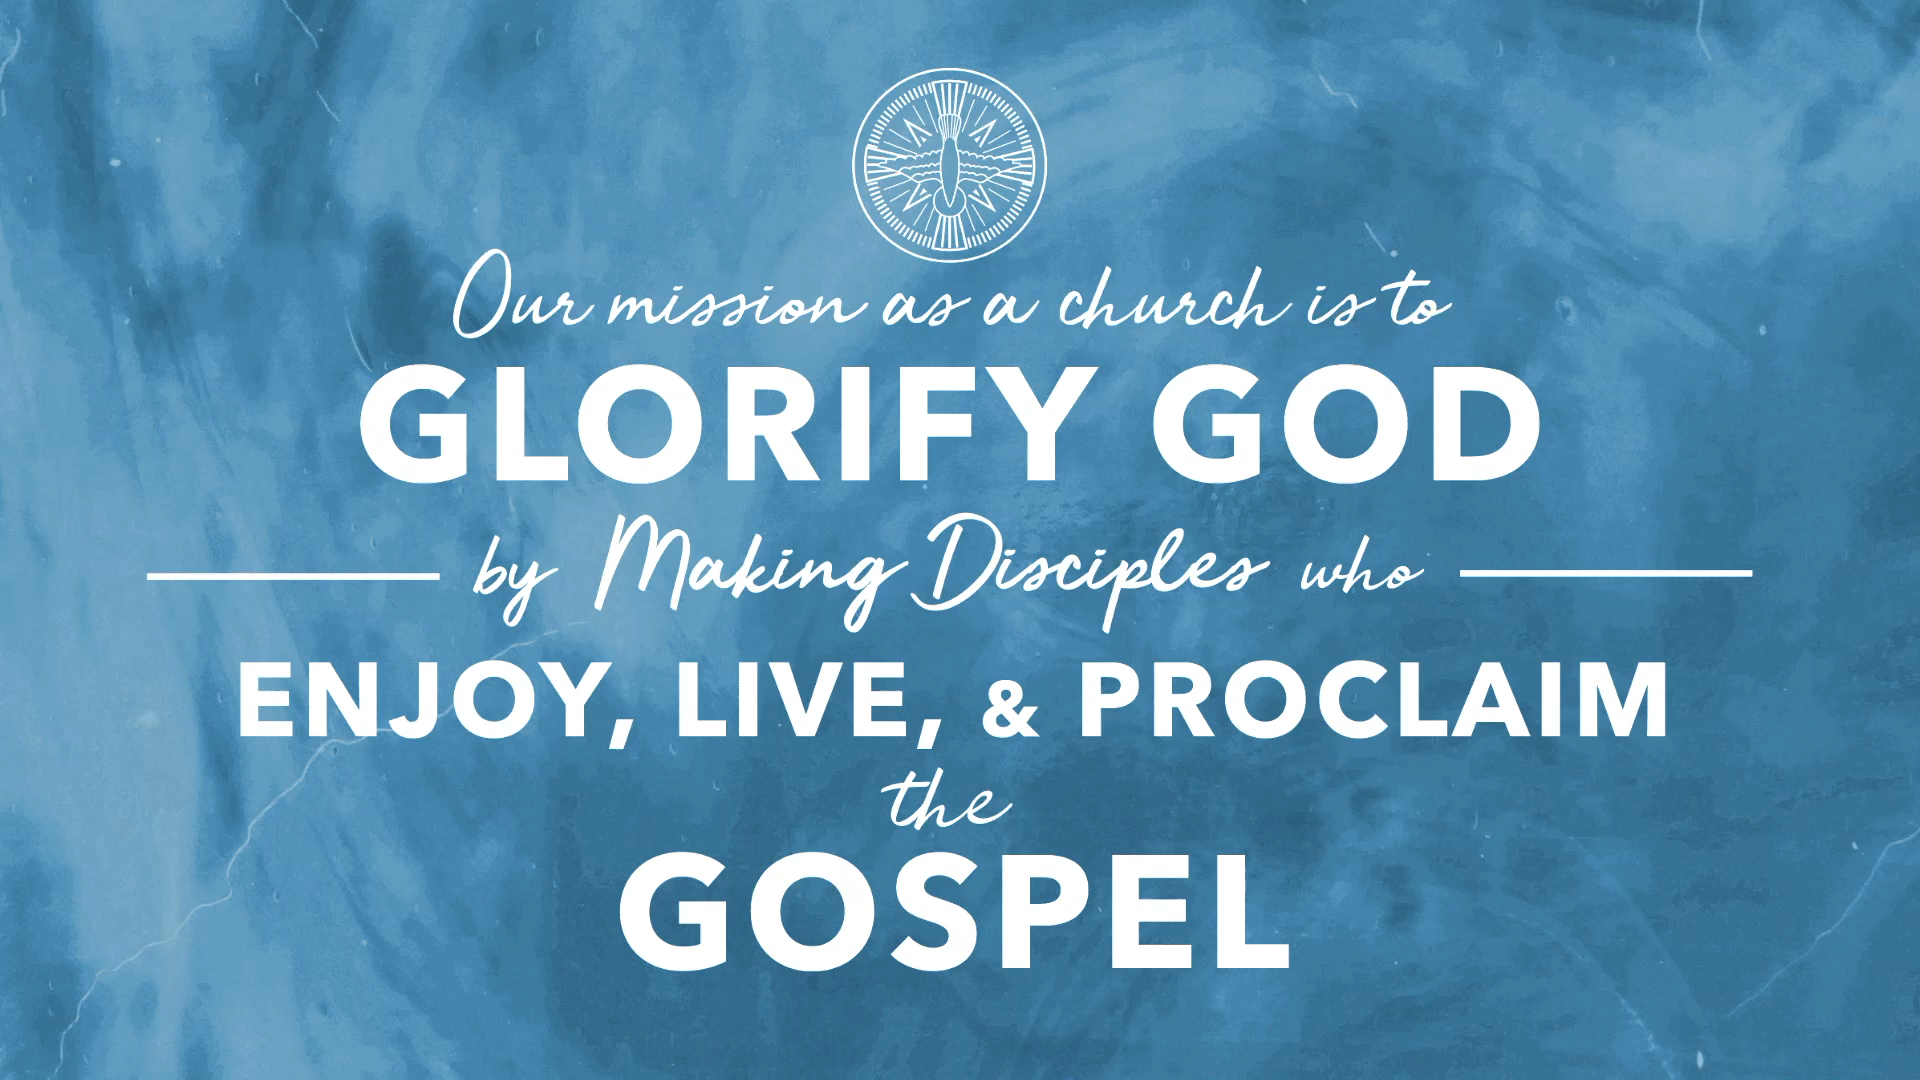 Our mission as a church is to
GLORIFY GOD
by Making Disciples who
ENJOY, LIVE, & PROCLAIM
the
GOSPEL